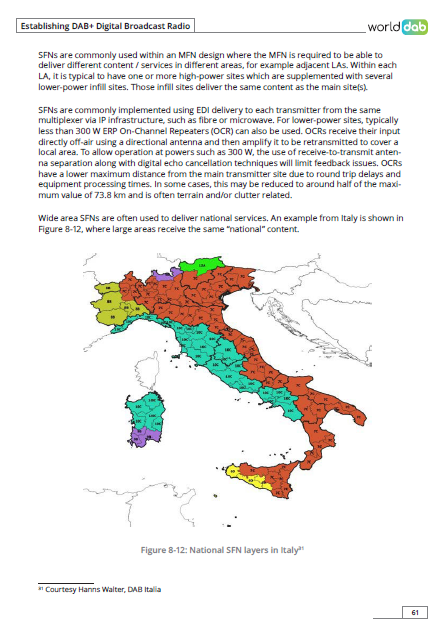 Establishing DAB+ Digital Broadcast Radio
worlddab
SFNs are commonly used within an MFN design where the MFN is required to be able to
deliver different content / services in different areas, for example adjacent LAs. Within each
LA, it is typical to have one or more high-power sites which are supplemented with several
lower-power infill sites. Those infill sites deliver the same content as the main site(s).
SFNs are commonly implemented using EDI delivery to each transmitter from the same
multiplexer via IP infrastructure, such as fibre or microwave. For lower-power sites, typically
less than 300 W ERP On-Channel Repeaters (OCR) can also be used. OCRs receive their input
directly off-air using a directional antenna and then amplify it to be retransmitted to cover a
local area. To allow operation at powers such as 300 W, the use of receive-to-transmit anten-
na separation along with digital echo cancellation techniques will limit feedback issues. OCRs
have a lower maximum distance from the main transmitter site due to round trip delays and
equipment processing times. In some cases, this may be reduced to around half of the maxi-
mum value of 73.8 km and is often terrain and/or clutter related.
Wide area SFNs are often used to deliver national services. An example from Italy is shown in
Figure 8-12, where large areas receive the same “national” content.
Figure 8-12: National SFN layers in Italy⁸¹
⁸¹ Courtesy Hanns Walter, DAB Italia
61